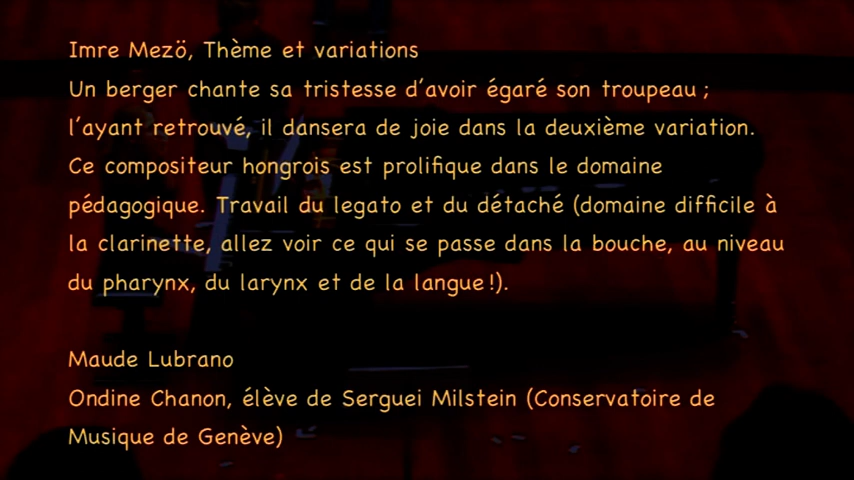 Imre Mezö, Thème et variations
Un berger chante sa tristesse d'avoir égaré son troupeau ;
l'ayant retrouvé, il dansera de joie dans la deuxième variation.
Ce compositeur hongrois est prolifique dans le domaine
pédagogique. Travail du legato et du détaché (domaine difficile à
la clarinette, allez voir ce qui se passe dans la bouche, au niveau
du pharynx, du larynx et de la langue !).
Maude Lubrano
Ondine Chanon, élève de Serguei Milstein (Conservatoire de
Musique de Genève)